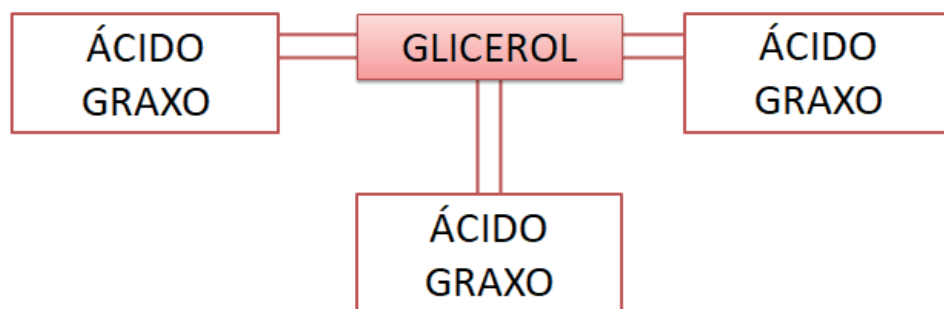 ÁCIDO
GRAXO
GLICEROL
ÁCIDO
GRAXO
ÁCIDO
GRAXO